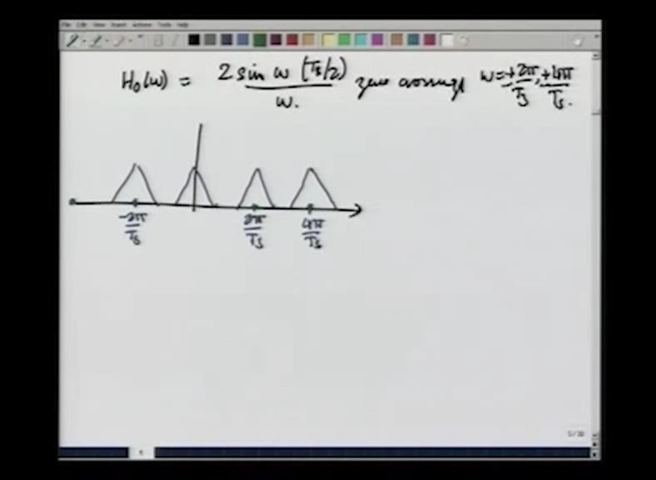 H₀(ω) = 2 sin ω (Ts/2) / ω. zero crossings ω = ±2π/Ts, ±4π/Ts.
-2π/Ts 2π/Ts 4π/Ts